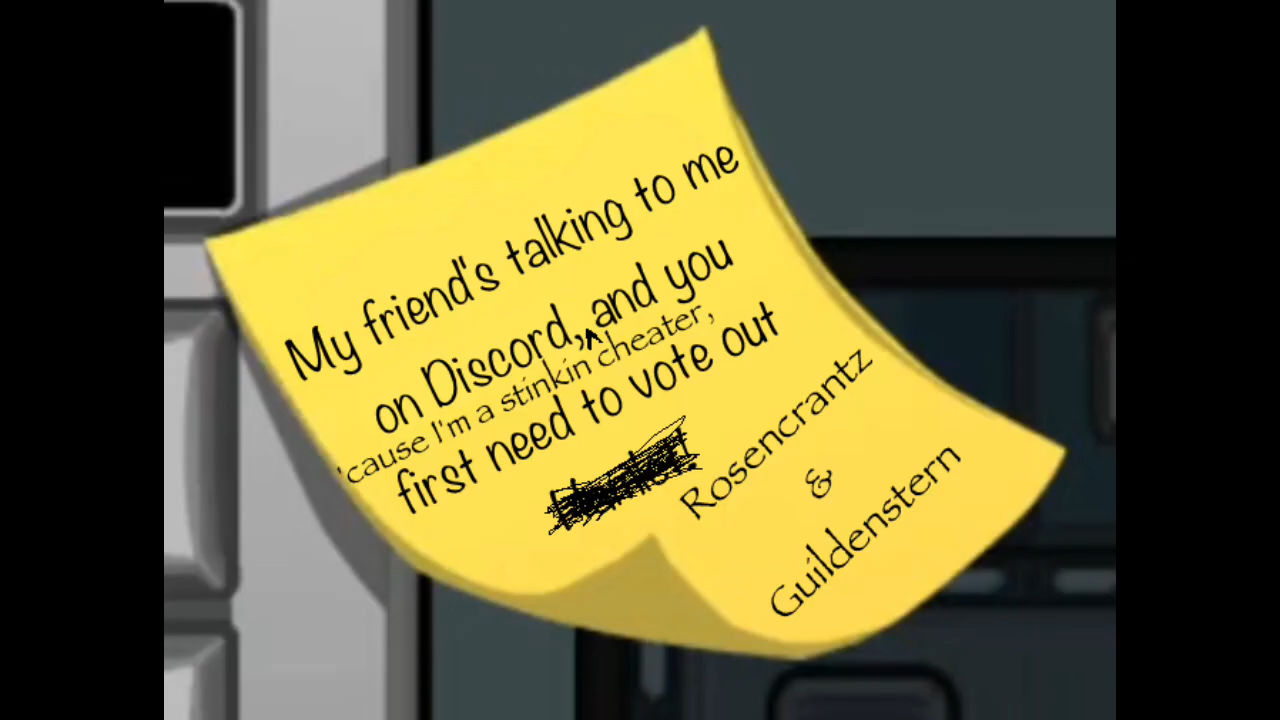 My friend's talking to me
on Discord, and you
'cause I'm a stinkin cheater,
first need to vote out
Rosencrantz
&
Guildenstern